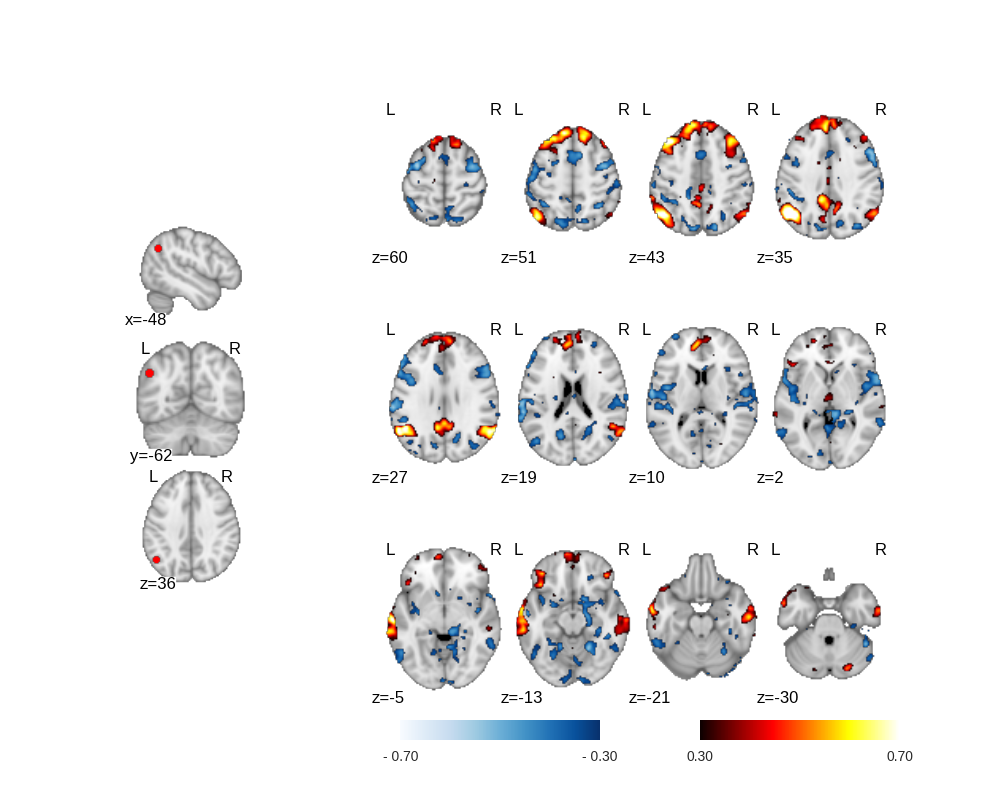 L R L R L R L R
z=60 z=51 z=43 z=35
x=-48
L R
y=-62
L R
z=36
L R L R L R L R
z=27 z=19 z=10 z=2
L R L R L R L R
z=-5 z=-13 z=-21 z=-30
- 0.70 - 0.30 0.30 0.70